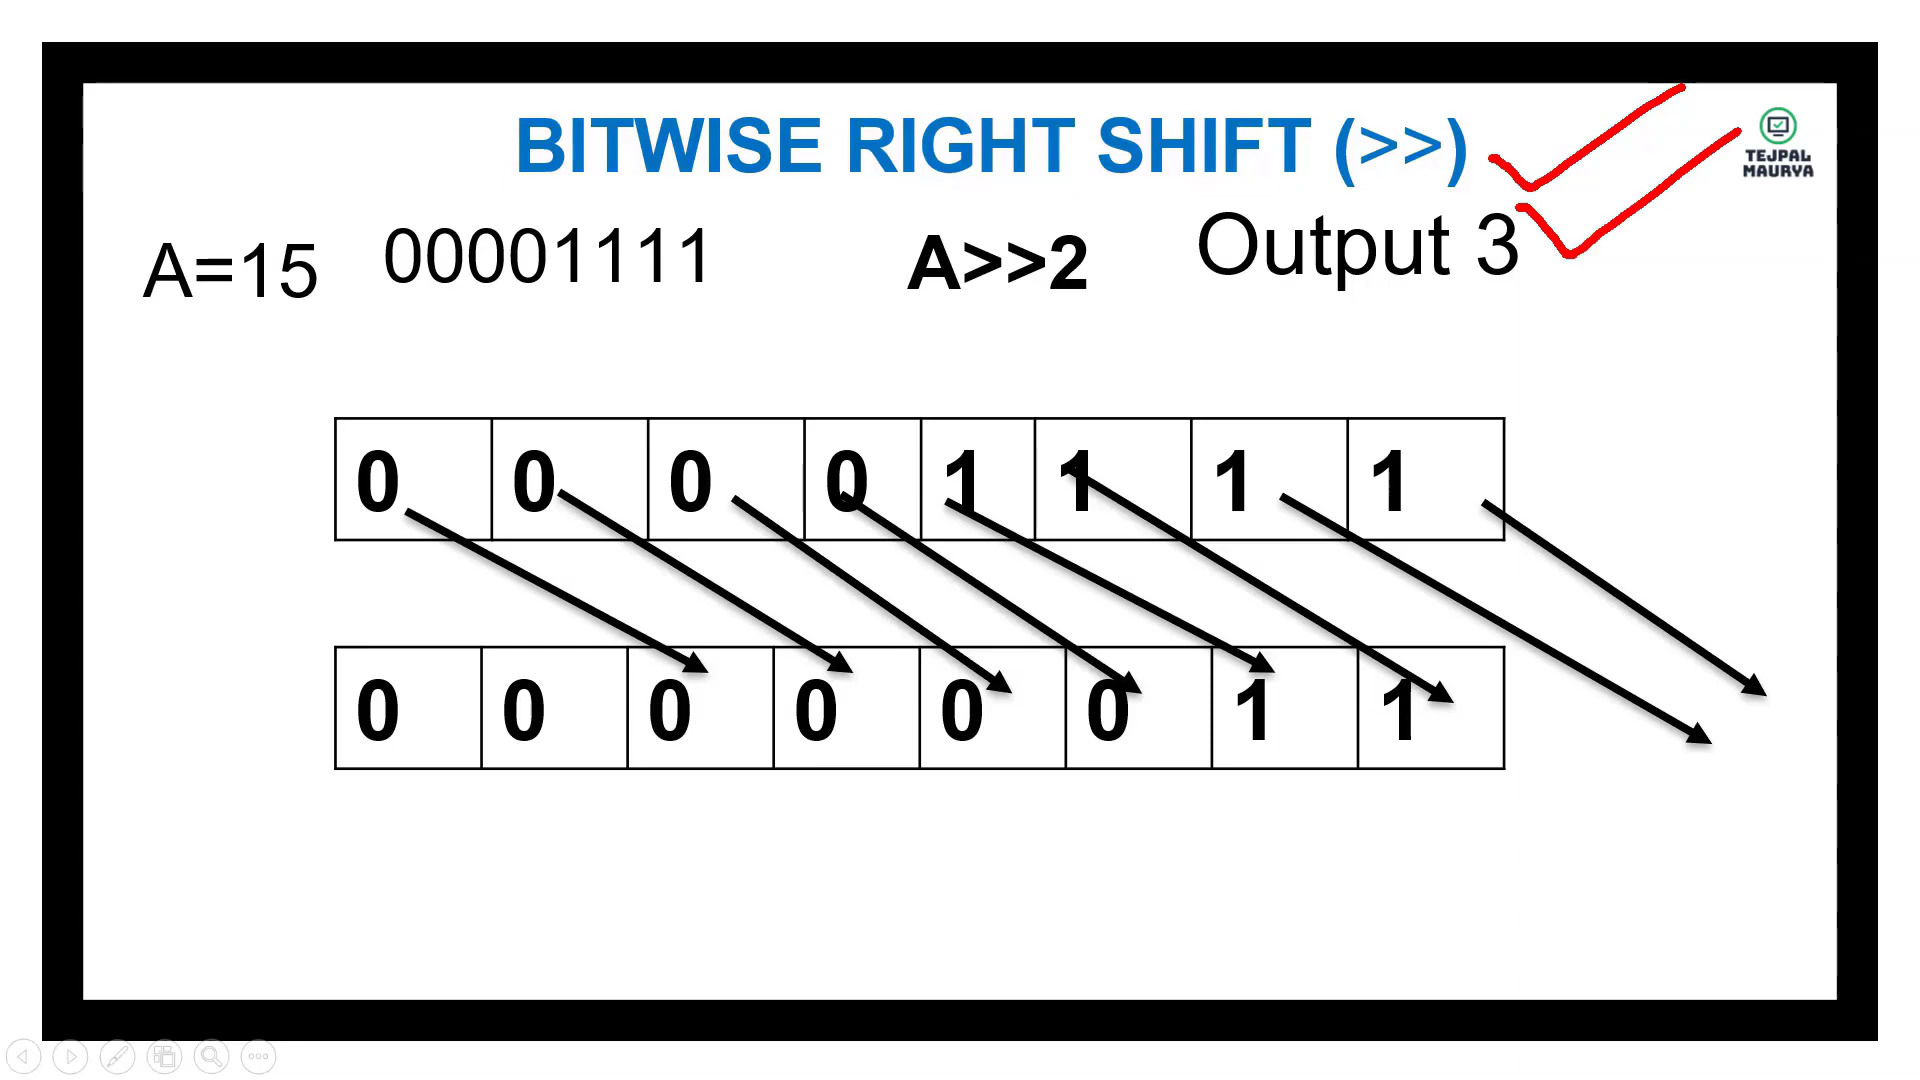 BITWISE RIGHT SHIFT (>>)
TEJPAL
MAURYA
A=15 00001111 A>>2 Output 3
0 0 0 0 1 1 1 1
0 0 0 0 0 0 1 1